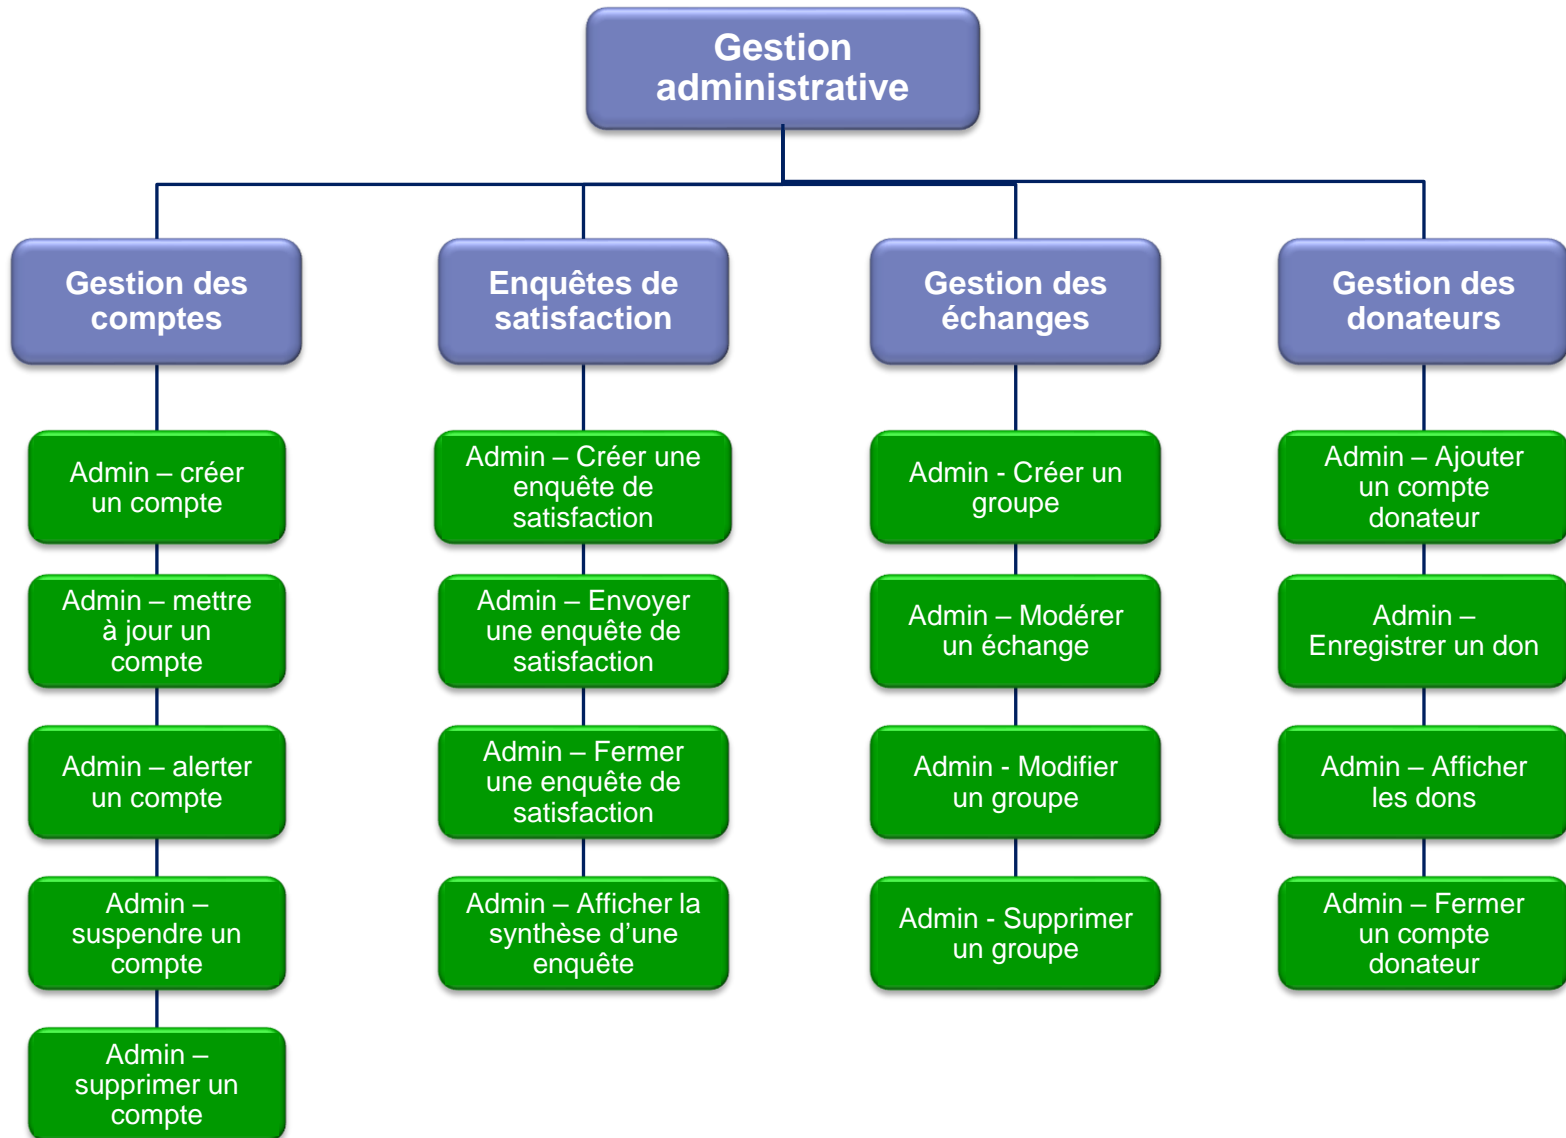 Gestion
administrative
Gestion des
comptes
Enquêtes de
satisfaction
Gestion des
échanges
Gestion des
donateurs
Admin – créer
un compte
Admin – mettre
à jour un
compte
Admin – alerter
un compte
Admin –
suspendre un
compte
Admin –
supprimer un
compte
Admin – Créer une
enquête de
satisfaction
Admin – Envoyer
une enquête de
satisfaction
Admin – Fermer
une enquête de
satisfaction
Admin – Afficher la
synthèse d’une
enquête
Admin - Créer un
groupe
Admin – Modérer
un échange
Admin - Modifier
un groupe
Admin - Supprimer
un groupe
Admin – Ajouter
un compte
donateur
Admin –
Enregistrer un don
Admin – Afficher
les dons
Admin – Fermer
un compte
donateur